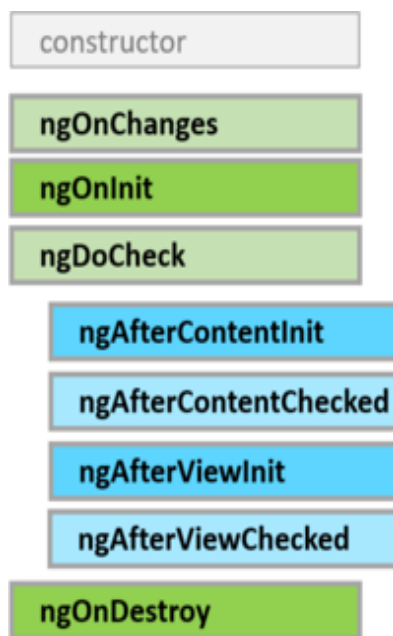 constructor
ngOnChanges
ngOnInit
ngDoCheck
ngAfterContentInit
ngAfterContentChecked
ngAfterViewInit
ngAfterViewChecked
ngOnDestroy